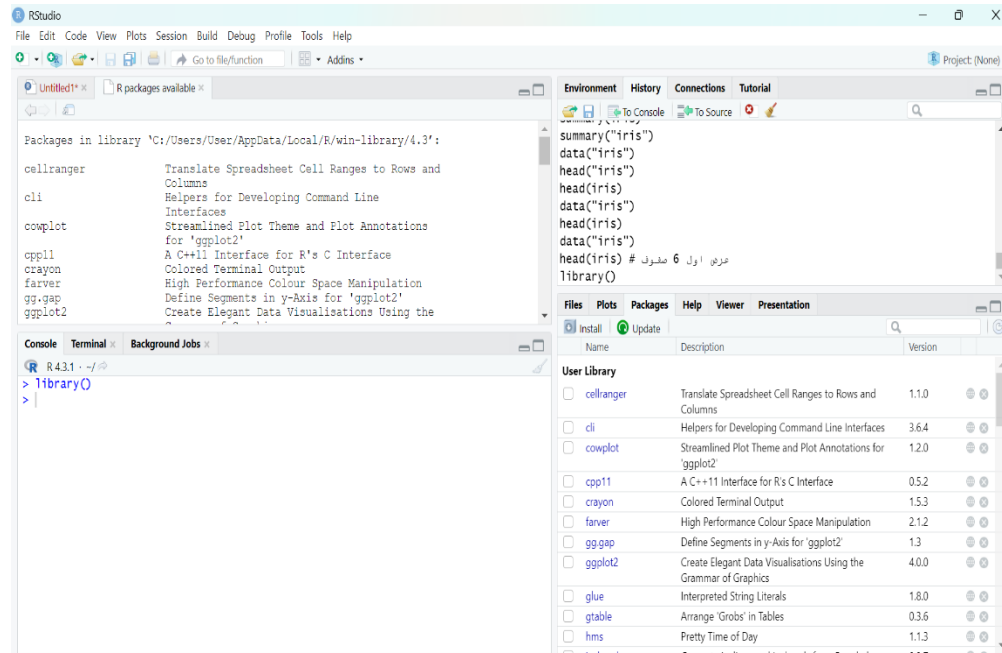 RStudio
File Edit Code View Plots Session Build Debug Profile Tools Help
Go to file/function Addins Project: (None)
Untitled1* R packages available
Packages in library ‘C:/Users/User/AppData/Local/R/win-library/4.3’:
cellranger Translate Spreadsheet Cell Ranges to Rows and
Columns
cli Helpers for Developing Command Line
Interfaces
cowplot Streamlined Plot Theme and Plot Annotations
for 'ggplot2'
cpp11 A C++11 Interface for R's C Interface
crayon Colored Terminal Output
farver High Performance Colour Space Manipulation
gg.gap Define Segments in y-Axis for 'ggplot2'
ggplot2 Create Elegant Data Visualisations Using the
Console Terminal Background Jobs
R 4.3.1 · ~/
> library()
>
Environment History Connections Tutorial
To Console To Source
summary("iris")
data("iris")
head("iris")
head(iris)
data("iris")
head(iris)
data("iris")
head(iris) # عرض اول 6 صفوف
library()
Files Plots Packages Help Viewer Presentation
Install Update
Name Description Version
User Library
cellranger Translate Spreadsheet Cell Ranges to Rows and 1.1.0
Columns
cli Helpers for Developing Command Line Interfaces 3.6.4
cowplot Streamlined Plot Theme and Plot Annotations for 1.2.0
'ggplot2'
cpp11 A C++11 Interface for R's C Interface 0.5.2
crayon Colored Terminal Output 1.5.3
farver High Performance Colour Space Manipulation 2.1.2
gg.gap Define Segments in y-Axis for 'ggplot2' 1.3
ggplot2 Create Elegant Data Visualisations Using the 4.0.0
Grammar of Graphics
glue Interpreted String Literals 1.8.0
gtable Arrange 'Grobs' in Tables 0.3.6
hms Pretty Time of Day 1.1.3